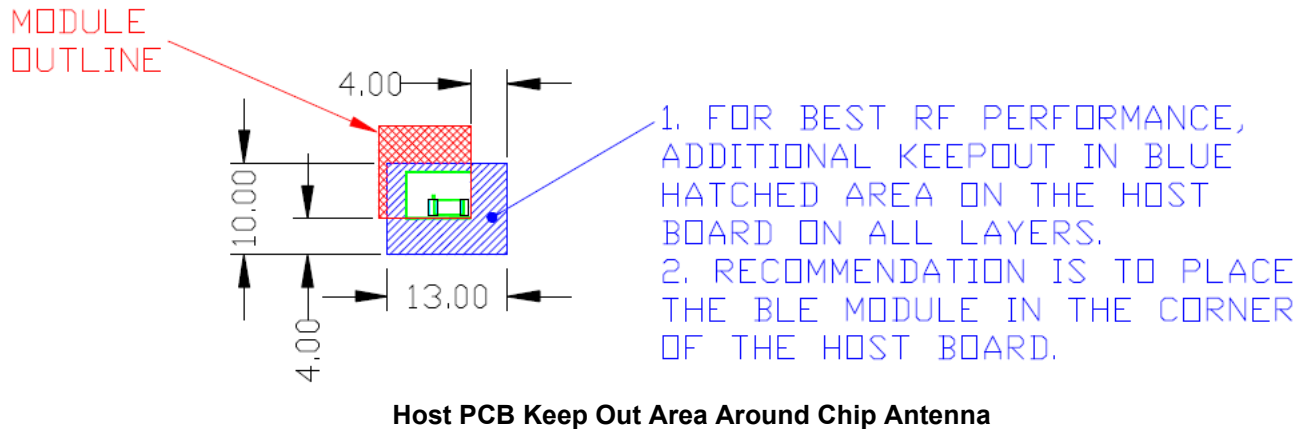 MODULE
OUTLINE
4.00
1. FOR BEST RF PERFORMANCE,
ADDITIONAL KEEPOUT IN BLUE
HATCHED AREA ON THE HOST
BOARD ON ALL LAYERS.
2. RECOMMENDATION IS TO PLACE
THE BLE MODULE IN THE CORNER
OF THE HOST BOARD.
10.00
13.00
4.00
Host PCB Keep Out Area Around Chip Antenna